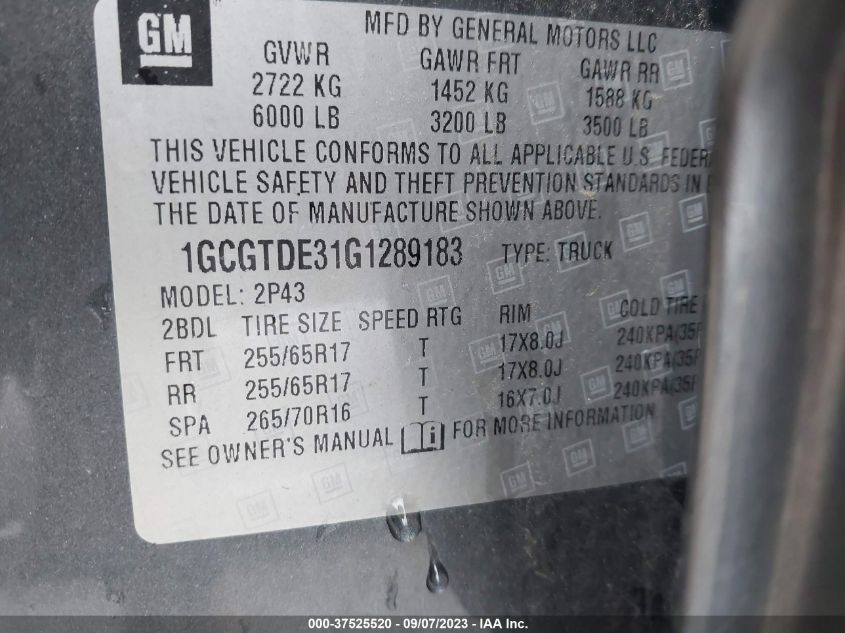 GM
MFD BY GENERAL MOTORS LLC
GVWR GAWR FRT GAWR RR
2722 KG 1452 KG 1588 KG
6000 LB 3200 LB 3500 LB
THIS VEHICLE CONFORMS TO ALL APPLICABLE U.S. FEDER
VEHICLE SAFETY AND THEFT PREVENTION STANDARDS IN
THE DATE OF MANUFACTURE SHOWN ABOVE.
1GCGTDE31G1289183 TYPE: TRUCK
MODEL: 2P43
2BDL TIRE SIZE SPEED RTG RIM COLD TIRE
FRT 255/65R17 T 17X8.0J 240KPA/35P
RR 255/65R17 T 17X8.0J 240KPA/35P
SPA 265/70R16 T 16X7.0J 240KPA/35P
SEE OWNER'S MANUAL i FOR MORE INFORMATION
000-37525520 - 09/07/2023 - IAA Inc.